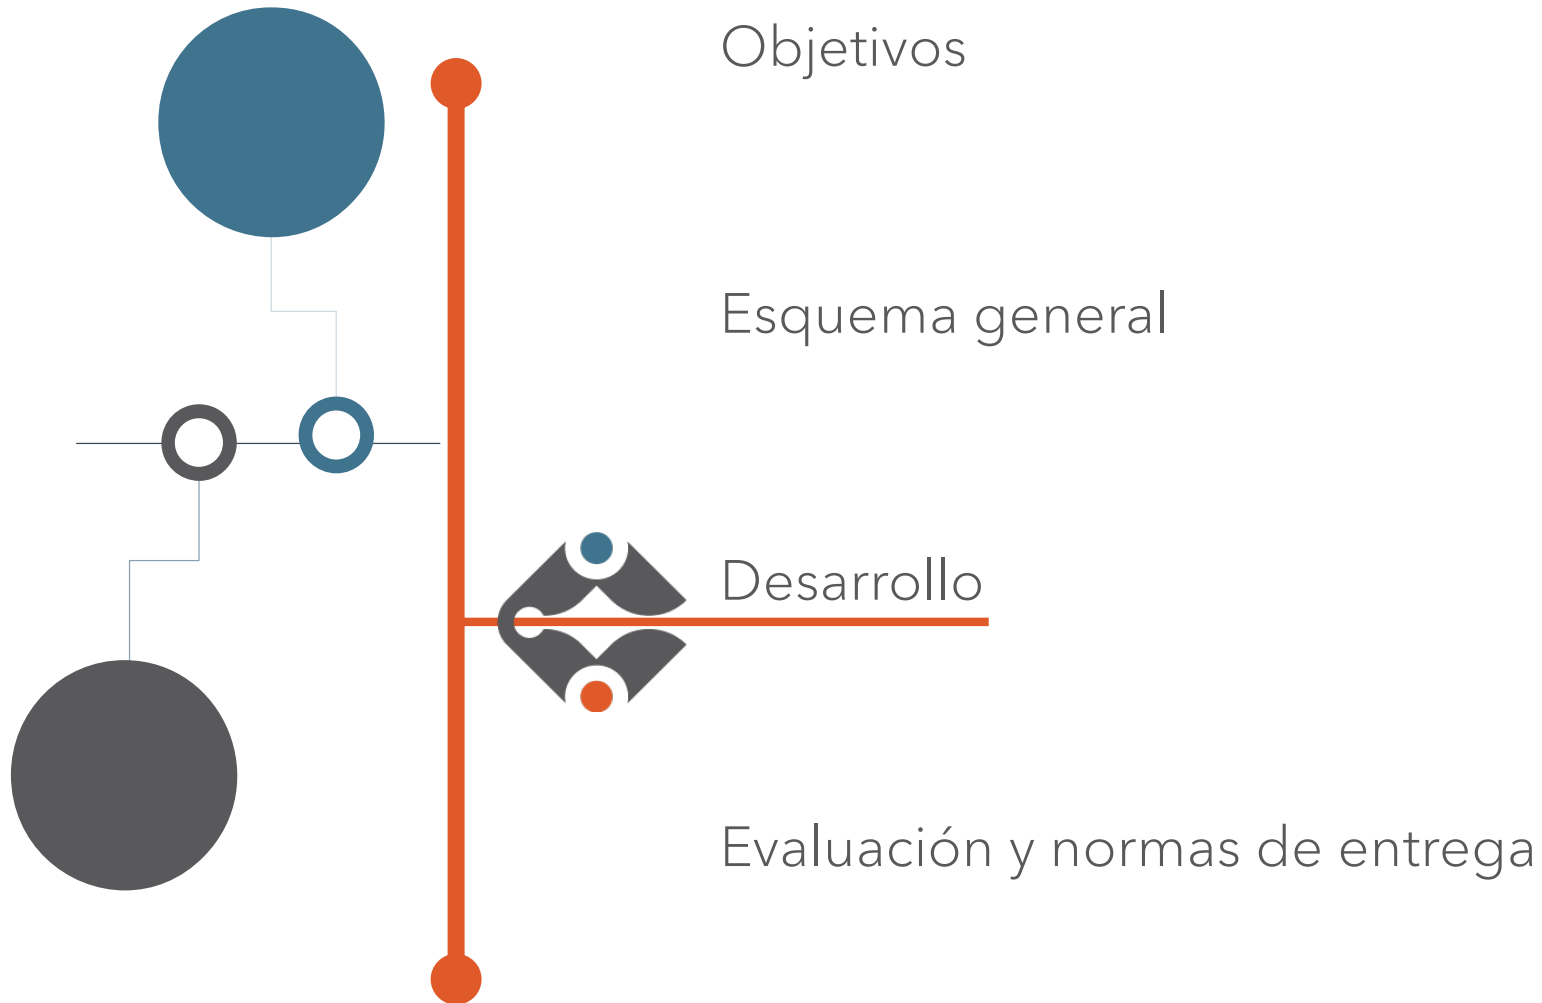 Objetivos
Esquema general
Desarrollo
Evaluación y normas de entrega